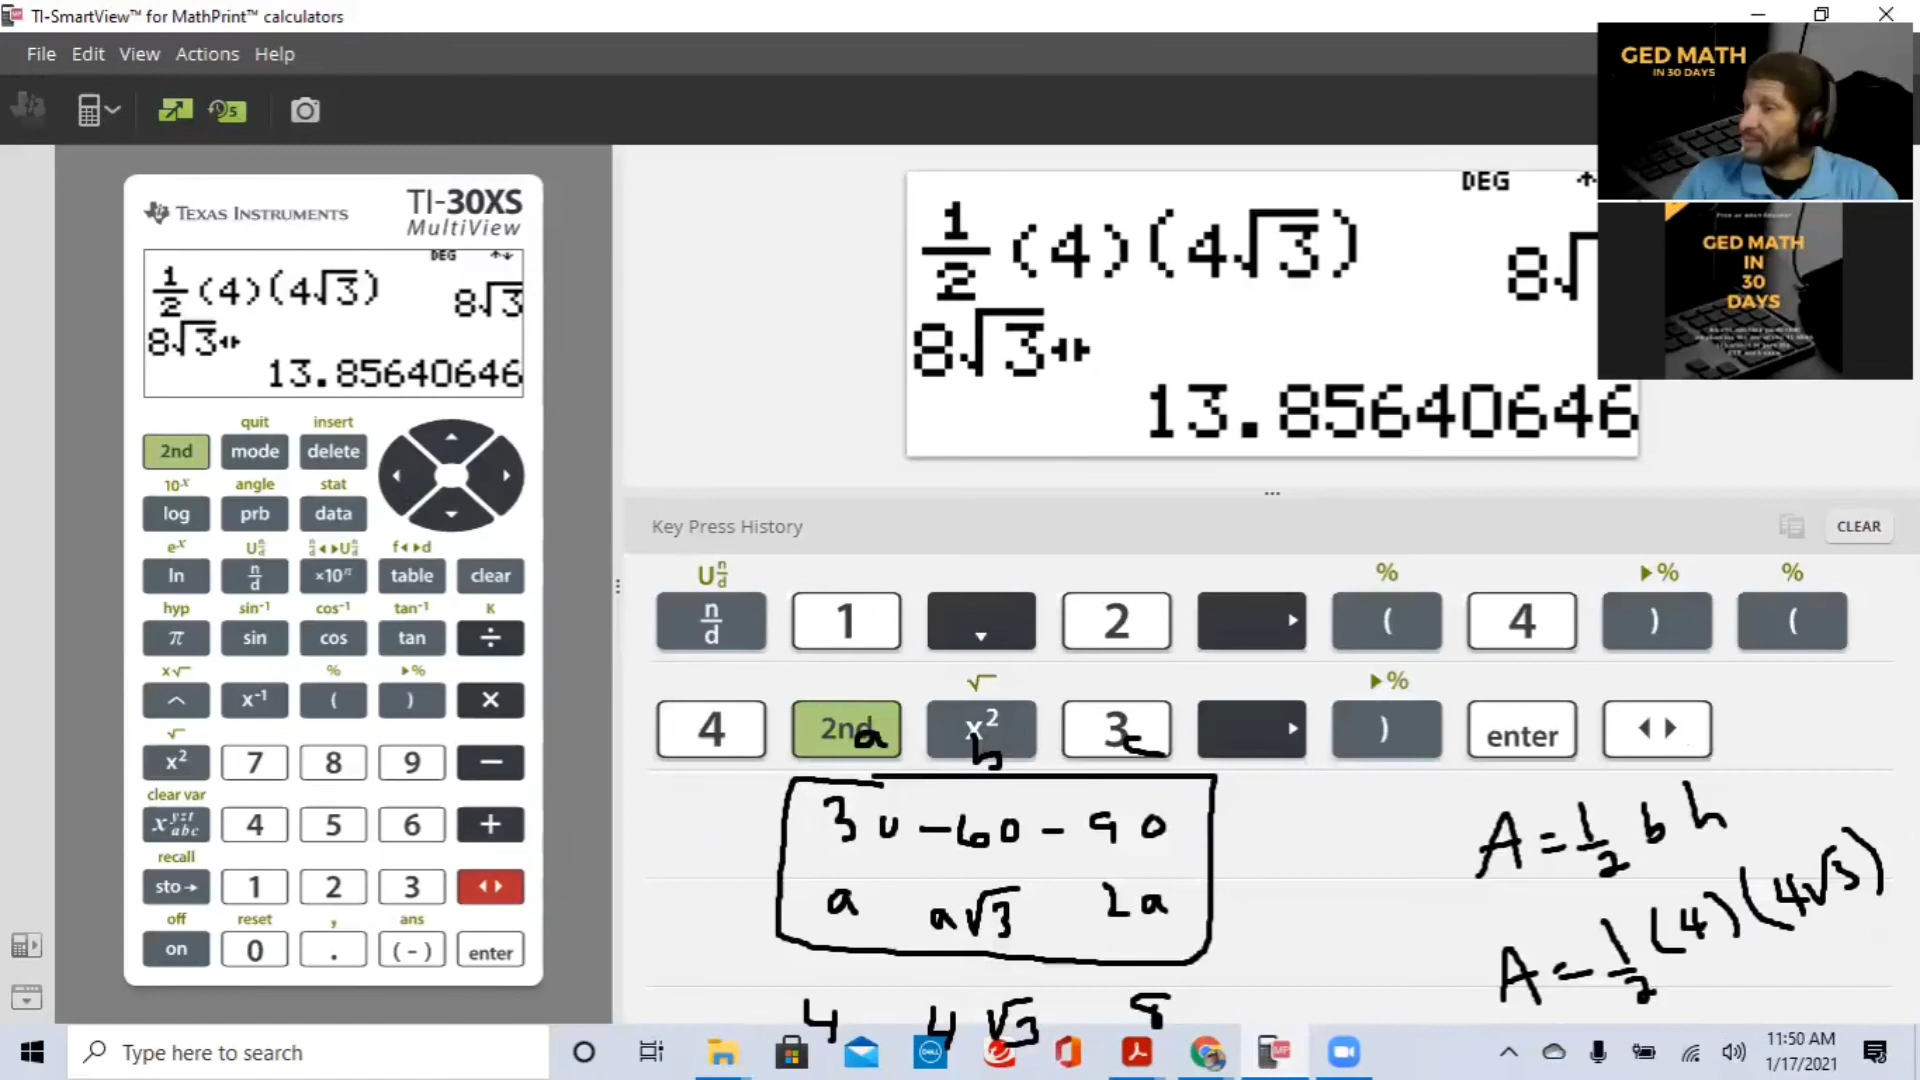 TI-SmartView™ for MathPrint™ calculators
File Edit View Actions Help
GED MATH
IN 30 DAYS
GED MATH
IN
30
DAYS
TEXAS INSTRUMENTS
TI-30XS
MultiView
DEG
1/2 (4)(4√3) 8√3
8√3
13.85640646
DEG
1/2 (4)(4√3) 8√
8√3
13.85640646
quit insert
2nd mode delete
10ˣ angle stat
log prb data
eˣ U n/d n/d U n/d f d
ln n/d ×10ⁿ table clear
hyp sin⁻¹ cos⁻¹ tan⁻¹ K
π sin cos tan ÷
x√ % ▸%
^ x⁻¹ ( ) ×
√
x² 7 8 9 −
clear var
x yzt abc 4 5 6 +
recall
sto→ 1 2 3
off reset , ans
on 0 . (-) enter
Key Press History CLEAR
U n/d % ▸% %
n/d 1 2 ( 4 ) (
√ ▸%
4 2nd x² 3 ) enter
a b c
30-60-90
a a√3 2a
4 4√3 8
A = 1/2 b h
A = 1/2 (4)(4√3)
Type here to search
DELL
MP
11:50 AM
1/17/2021